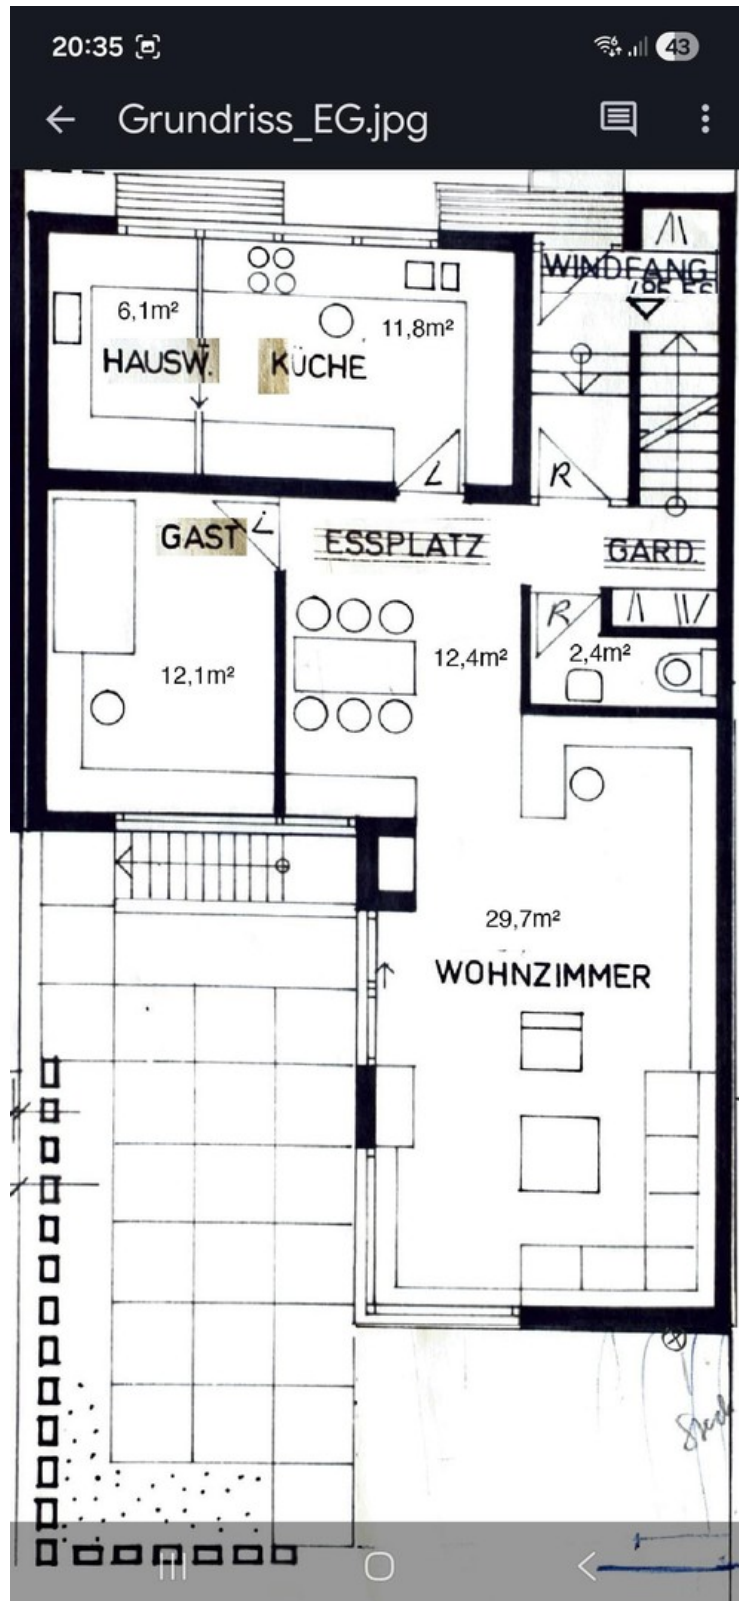 20:35
43
Grundriss_EG.jpg
WINDFANG
6,1m²
11,8m²
HAUSW.
KÜCHE
L
R
GAST
L
ESSPLATZ
GARD.
R
12,1m²
12,4m²
2,4m²
29,7m²
WOHNZIMMER